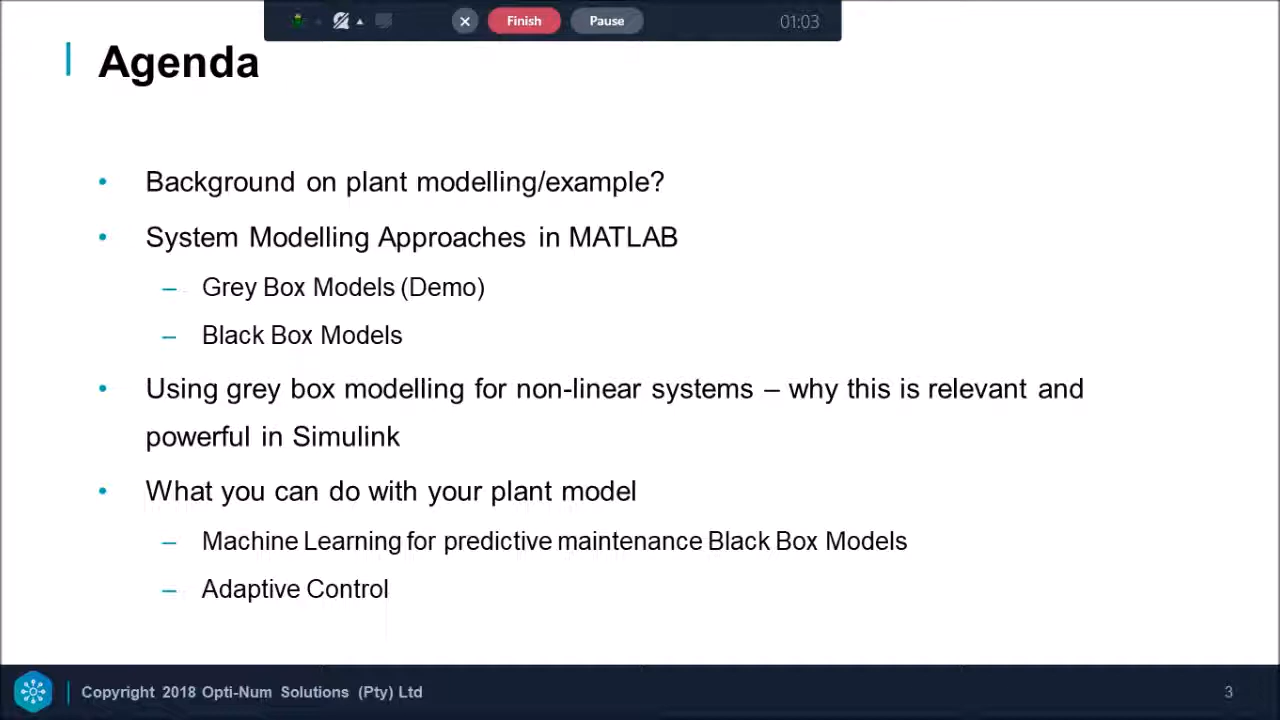 Finish Pause 01:03
Agenda
• Background on plant modelling/example?
• System Modelling Approaches in MATLAB
– Grey Box Models (Demo)
– Black Box Models
• Using grey box modelling for non-linear systems – why this is relevant and
powerful in Simulink
• What you can do with your plant model
– Machine Learning for predictive maintenance Black Box Models
– Adaptive Control
Copyright 2018 Opti-Num Solutions (Pty) Ltd 3